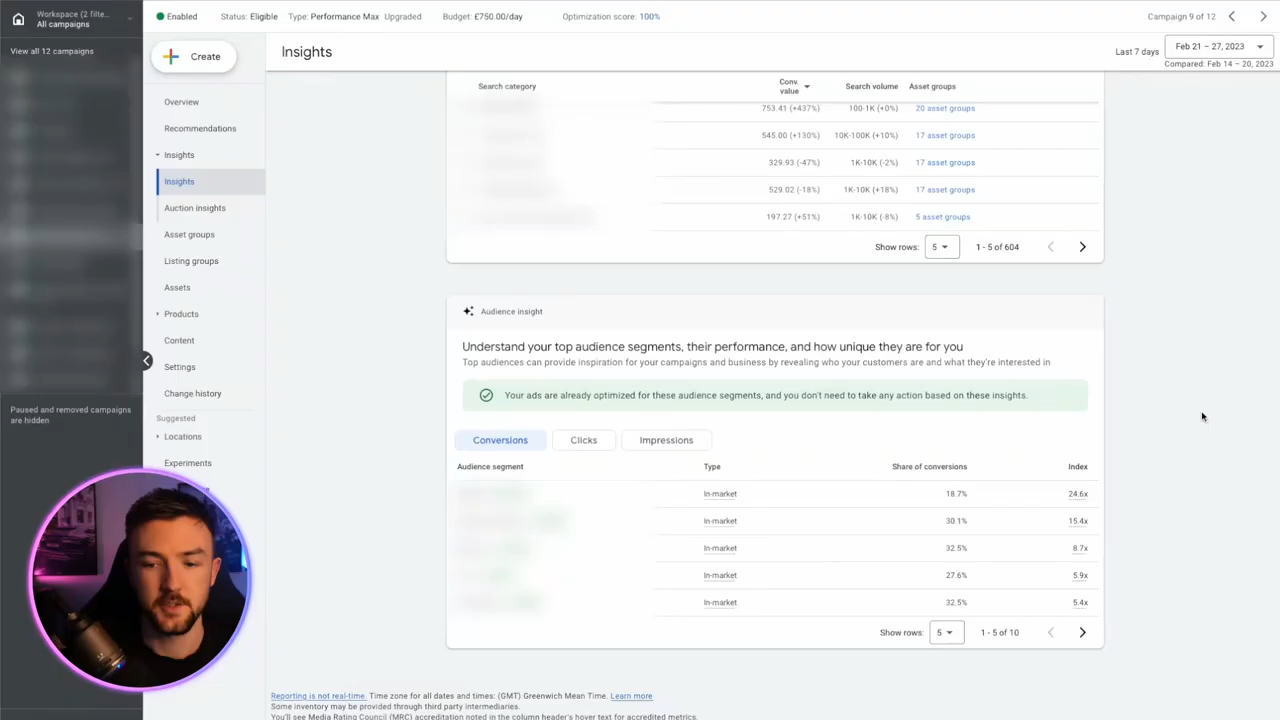 Workspace (2 filte...
All campaigns
Enabled
Status: Eligible
Type: Performance Max
Upgraded
Budget: £750.00/day
Optimization score: 100%
Campaign 9 of 12
View all 12 campaigns
Create
Insights
Last 7 days
Feb 21 – 27, 2023
Compared: Feb 14 – 20, 2023
Overview
Recommendations
Insights
Insights
Auction insights
Asset groups
Listing groups
Assets
Products
Content
Settings
Change history
Suggested
Locations
Experiments
Paused and removed campaigns
are hidden
Search category
Conv.
value
Search volume
Asset groups
753.41 (+437%)
100-1K (+0%)
20 asset groups
545.00 (+130%)
10K-100K (+10%)
17 asset groups
329.93 (-47%)
1K-10K (-2%)
17 asset groups
529.02 (-18%)
1K-10K (+18%)
17 asset groups
197.27 (+51%)
1K-10K (-8%)
5 asset groups
Show rows:
5
1 - 5 of 604
Audience insight
Understand your top audience segments, their performance, and how unique they are for you
Top audiences can provide inspiration for your campaigns and business by revealing who your customers are and what they're interested in
Your ads are already optimized for these audience segments, and you don't need to take any action based on these insights.
Conversions
Clicks
Impressions
Audience segment
Type
Share of conversions
Index
In-market
18.7%
24.6x
In-market
30.1%
15.4x
In-market
32.5%
8.7x
In-market
27.6%
5.9x
In-market
32.5%
5.4x
Show rows:
5
1 - 5 of 10
Reporting is not real-time. Time zone for all dates and times: (GMT) Greenwich Mean Time. Learn more
Some inventory may be provided through third party intermediaries.
You'll see Media Rating Council (MRC) accreditation noted in the column header's hover text for accredited metrics.